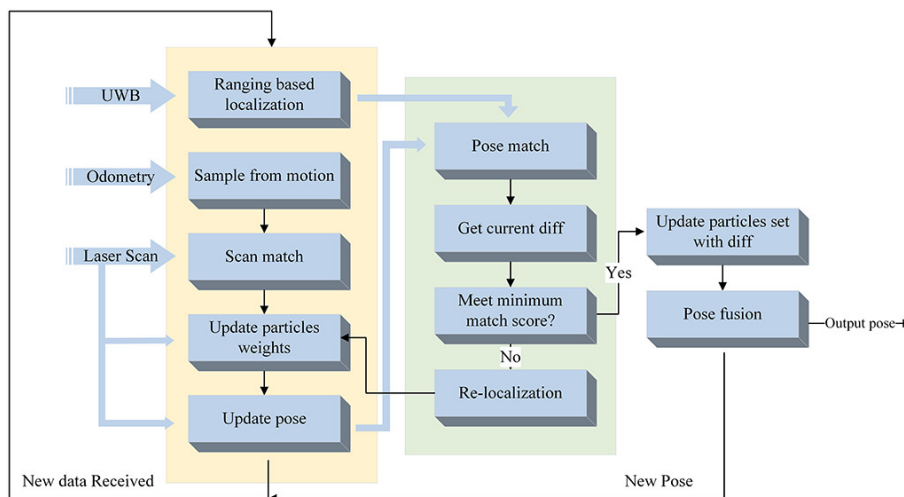 UWB
Ranging based
localization
Odometry
Sample from motion
Laser Scan
Scan match
Update particles
weights
Update pose
Pose match
Get current diff
Meet minimum
match score?
Yes
No
Re-localization
Update particles set
with diff
Pose fusion
Output pose
New data Received
New Pose